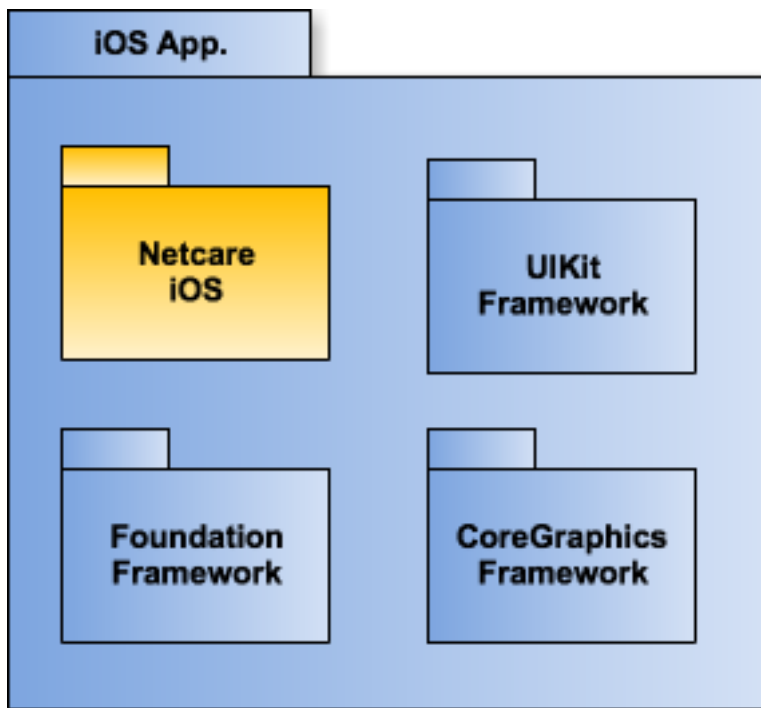 iOS App.
Netcare
iOS
UIKit
Framework
Foundation
Framework
CoreGraphics
Framework